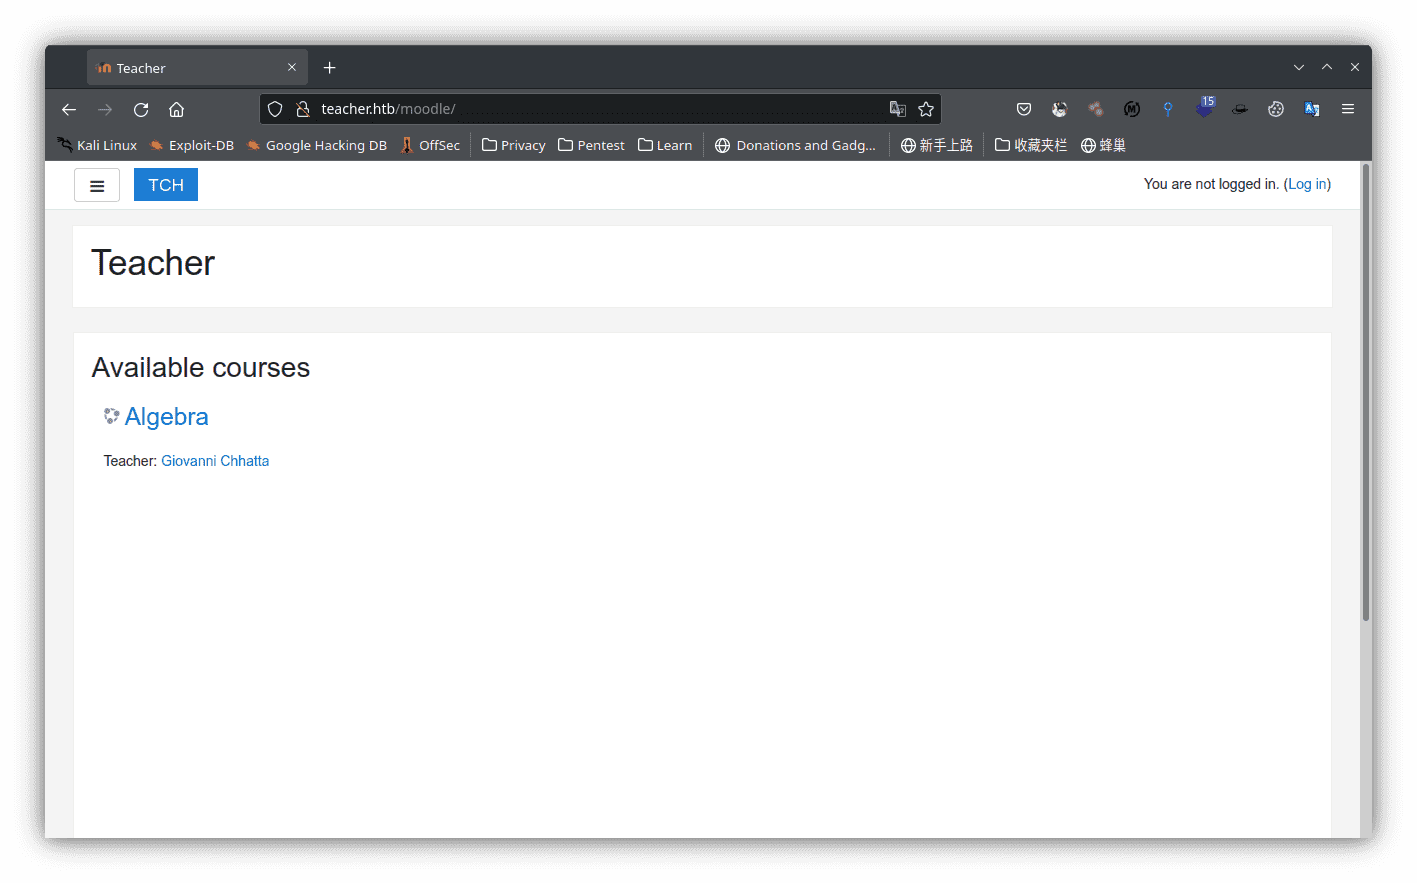 Teacher
teacher.htb/moodle/
15
Kali Linux Exploit-DB Google Hacking DB OffSec Privacy Pentest Learn Donations and Gadg... 新手上路 收藏夹栏 蜂巢
TCH You are not logged in. (Log in)
Teacher
Available courses
Algebra
Teacher: Giovanni Chhatta